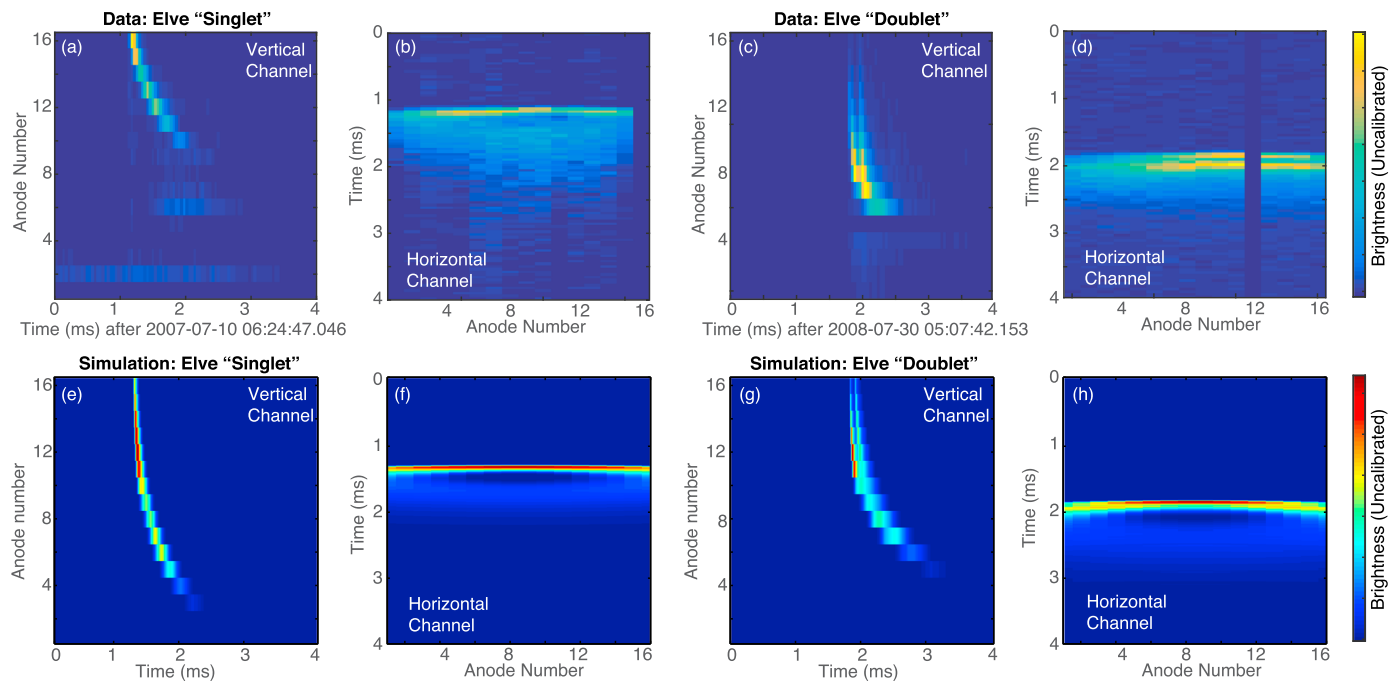 Data: Elve “Singlet”
Data: Elve “Doublet”
(a)
Vertical
Channel
16
12
8
4
Anode Number
0 1 2 3 4
Time (ms) after 2007-07-10 06:24:47.046
(b)
0
1
2
3
4
Time (ms)
Horizontal
Channel
4 8 12 16
Anode Number
(c)
Vertical
Channel
16
12
8
4
Anode Number
0 1 2 3 4
Time (ms) after 2008-07-30 05:07:42.153
(d)
0
1
2
3
4
Time (ms)
Horizontal
Channel
4 8 12 16
Anode Number
Brightness (Uncalibrated)
Simulation: Elve “Singlet”
Simulation: Elve “Doublet”
(e)
Vertical
Channel
16
12
8
4
Anode number
0 1 2 3 4
Time (ms)
(f)
0
1
2
3
4
Time (ms)
Horizontal
Channel
4 8 12 16
Anode Number
(g)
Vertical
Channel
16
12
8
4
Anode number
0 1 2 3 4
Time (ms)
(h)
0
1
2
3
4
Time (ms)
Horizontal
Channel
4 8 12 16
Anode Number
Brightness (Uncalibrated)